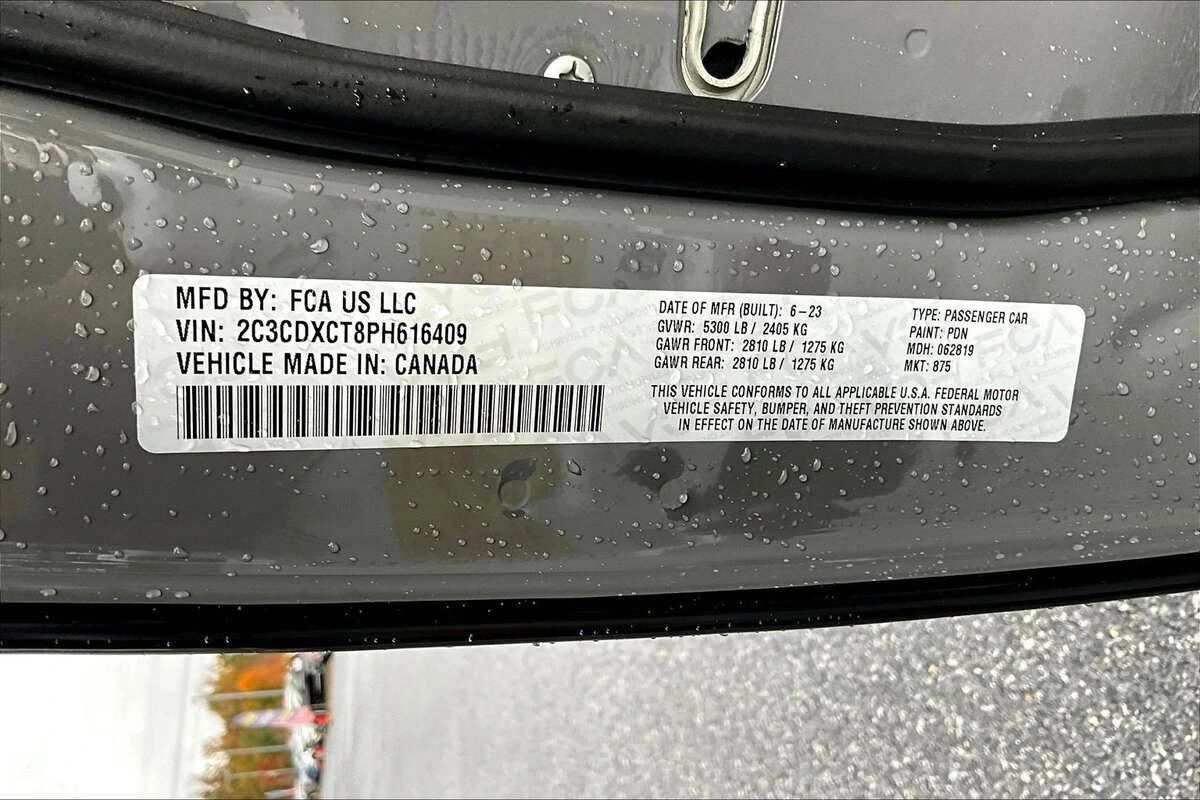 MFD BY: FCA US LLC
VIN: 2C3CDXCT8PH616409
VEHICLE MADE IN: CANADA
DATE OF MFR (BUILT): 6-23
GVWR: 5300 LB / 2405 KG
GAWR FRONT: 2810 LB / 1275 KG
GAWR REAR: 2810 LB / 1275 KG
TYPE: PASSENGER CAR
PAINT: PDN
MDH: 062819
MKT: 875
THIS VEHICLE CONFORMS TO ALL APPLICABLE U.S.A. FEDERAL MOTOR
VEHICLE SAFETY, BUMPER, AND THEFT PREVENTION STANDARDS
IN EFFECT ON THE DATE OF MANUFACTURE SHOWN ABOVE.